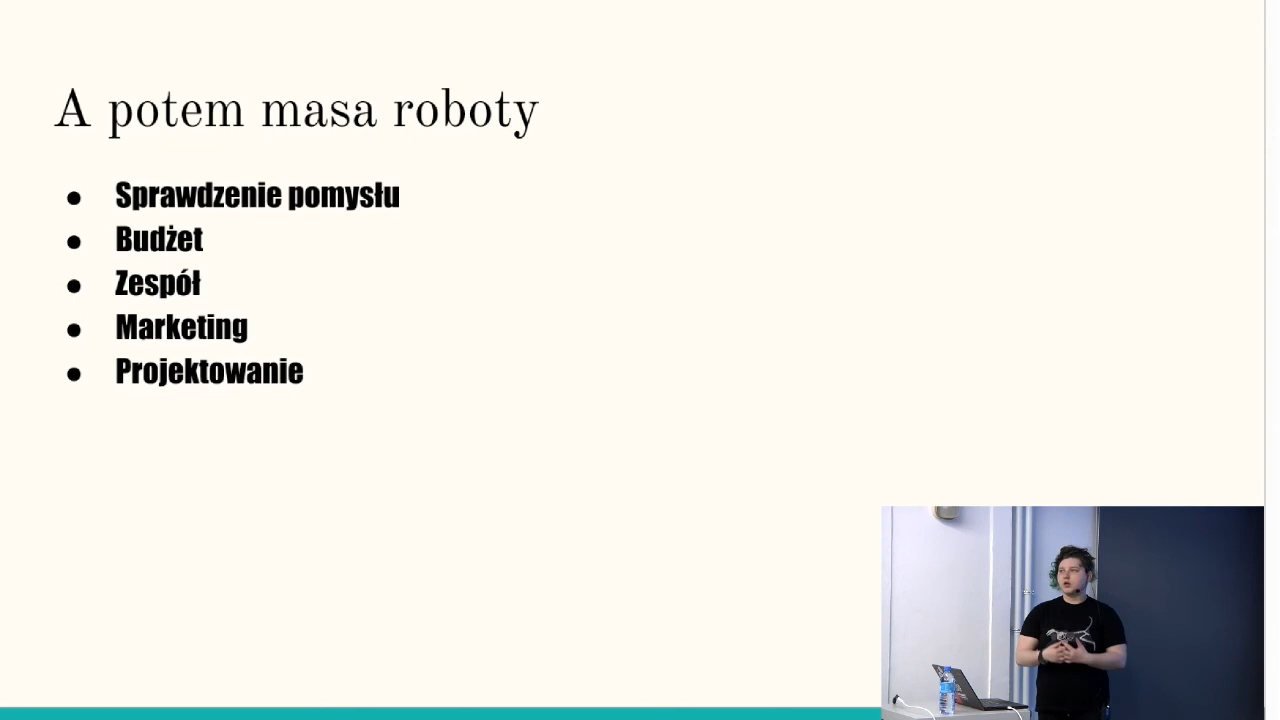 A potem masa roboty
● Sprawdzenie pomysłu
● Budżet
● Zespół
● Marketing
● Projektowanie